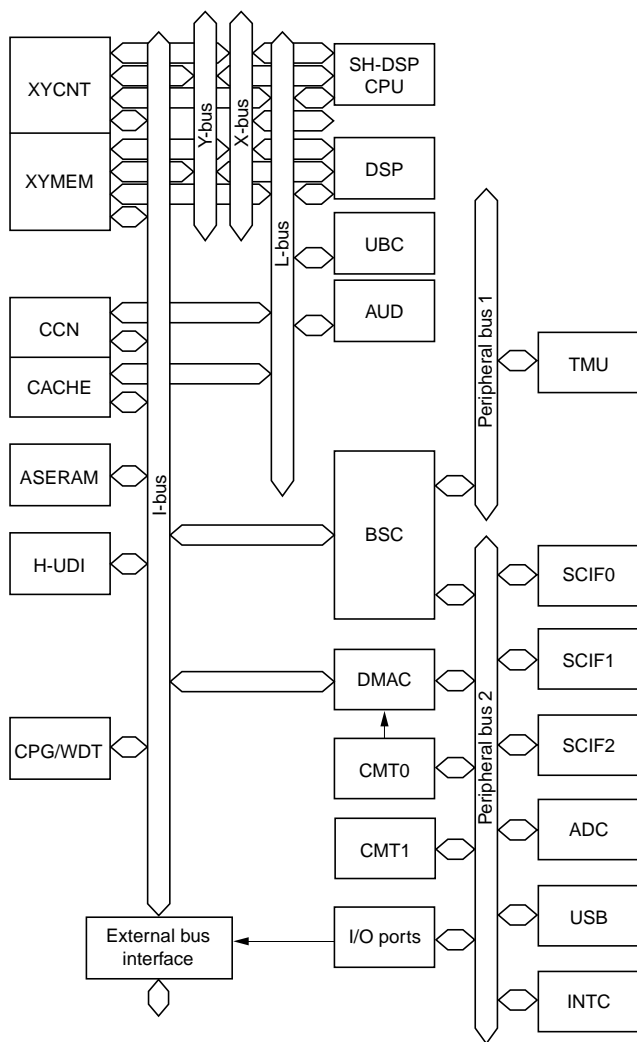 XYCNT
XYMEM
CCN
CACHE
ASERAM
H-UDI
CPG/WDT
I-bus
Y-bus
X-bus
L-bus
SH-DSP
CPU
DSP
UBC
AUD
BSC
DMAC
CMT0
CMT1
I/O ports
External bus
interface
Peripheral bus 1
Peripheral bus 2
TMU
SCIF0
SCIF1
SCIF2
ADC
USB
INTC